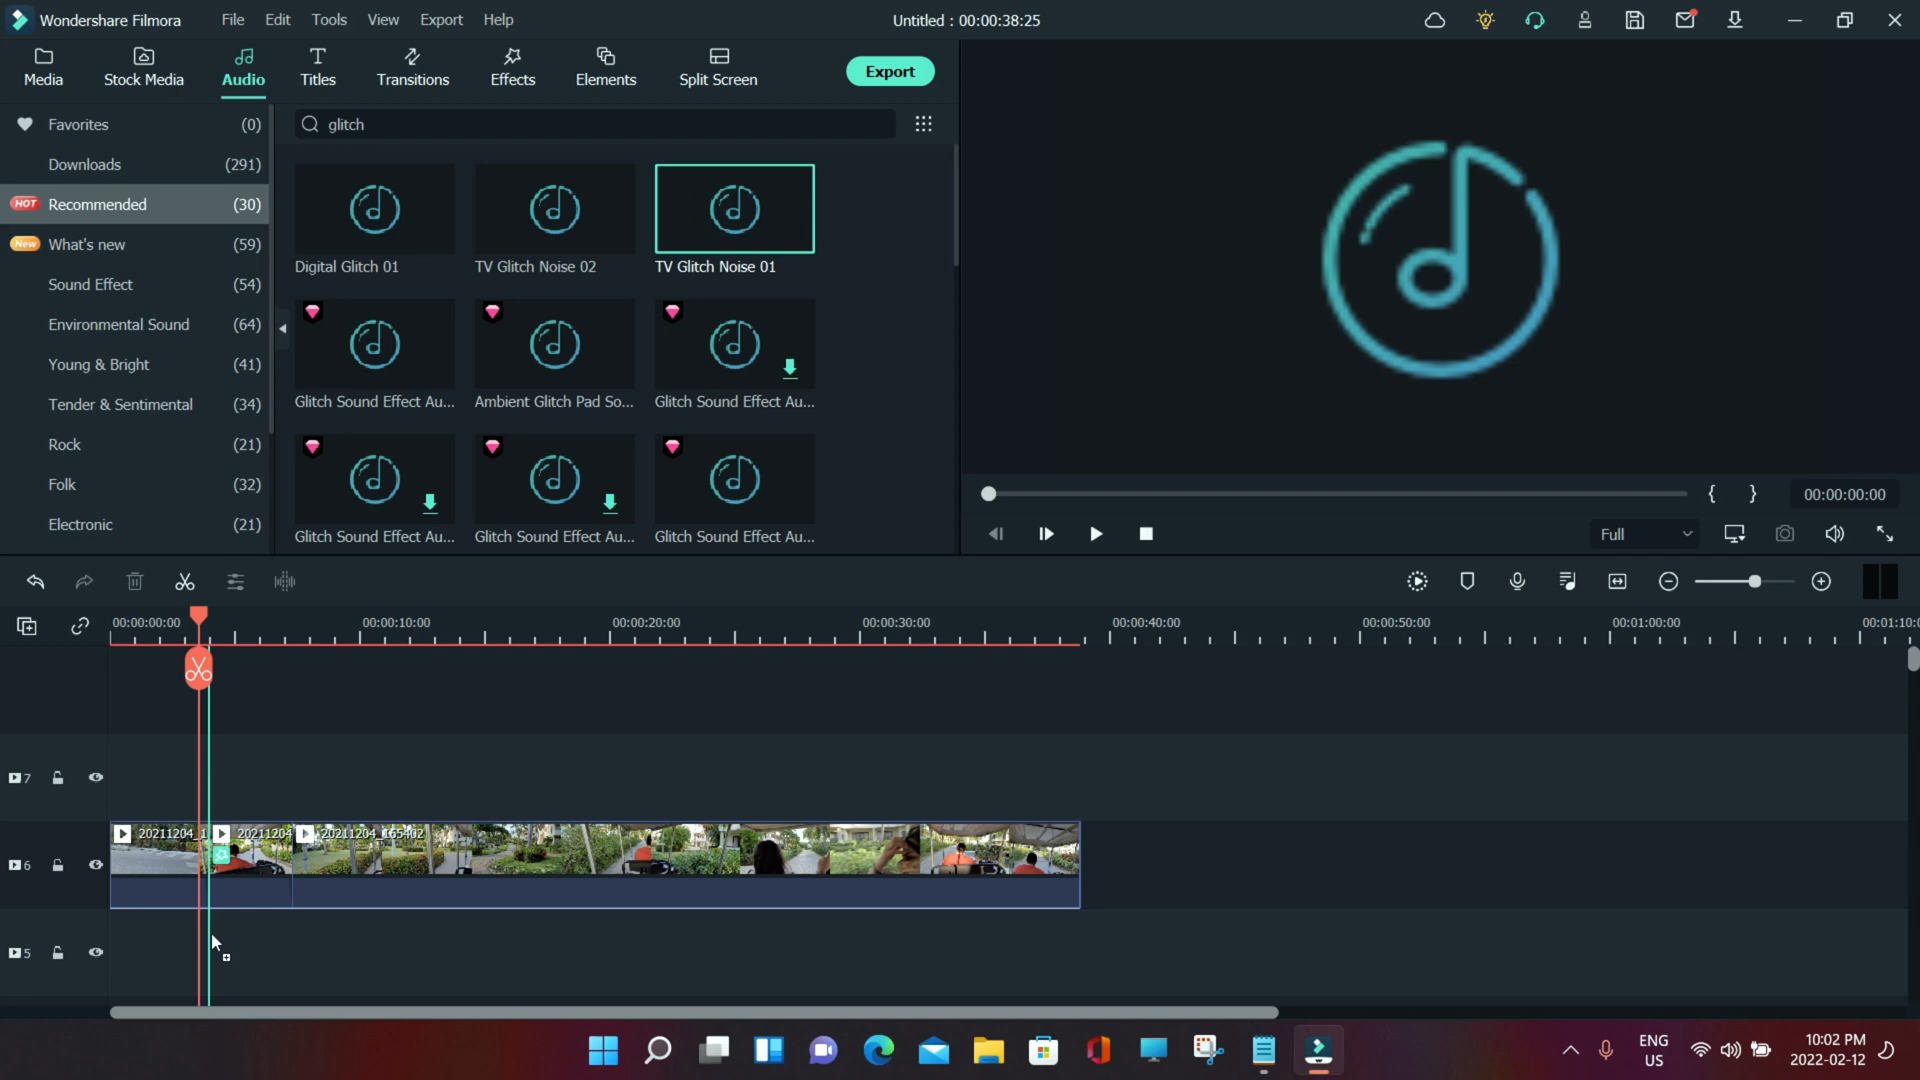 Wondershare Filmora File Edit Tools View Export Help Untitled : 00:00:38:25
Media Stock Media Audio Titles Transitions Effects Elements Split Screen Export
Favorites (0)
Downloads (291)
HOT Recommended (30)
New What's new (59)
Sound Effect (54)
Environmental Sound (64)
Young & Bright (41)
Tender & Sentimental (34)
Rock (21)
Folk (32)
Electronic (21)
glitch
Digital Glitch 01 TV Glitch Noise 02 TV Glitch Noise 01
Glitch Sound Effect Au... Ambient Glitch Pad So... Glitch Sound Effect Au...
Glitch Sound Effect Au... Glitch Sound Effect Au... Glitch Sound Effect Au...
{ } 00:00:00:00
Full
00:00:00:00 00:00:10:00 00:00:20:00 00:00:30:00 00:00:40:00 00:00:50:00 00:01:00:00 00:01:10:0
7
20211204_1 20211204 20211204_165402
6
5
ENG
US
10:02 PM
2022-02-12